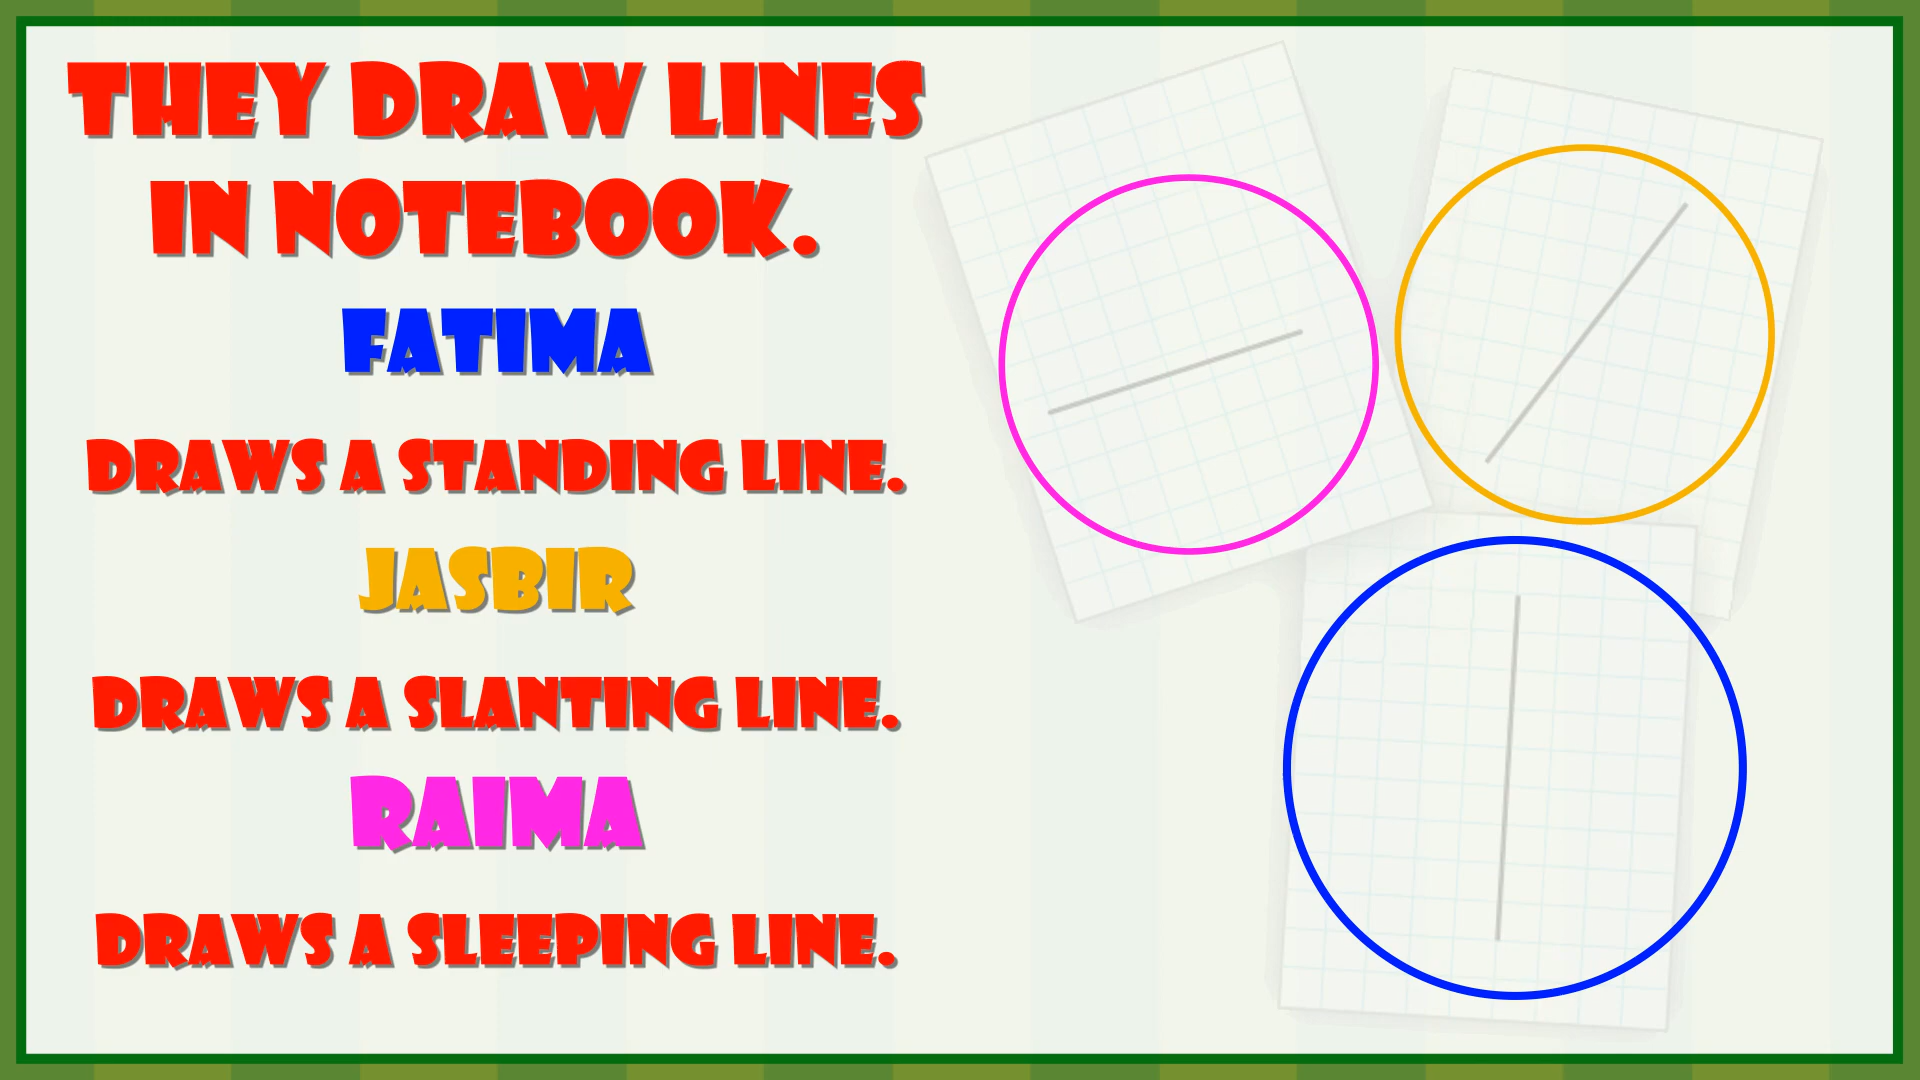 THEY DRAW LINES
IN NOTEBOOK.
FATIMA
DRAWS A STANDING LINE.
JASBIR
DRAWS A SLANTING LINE.
RAIMA
DRAWS A SLEEPING LINE.